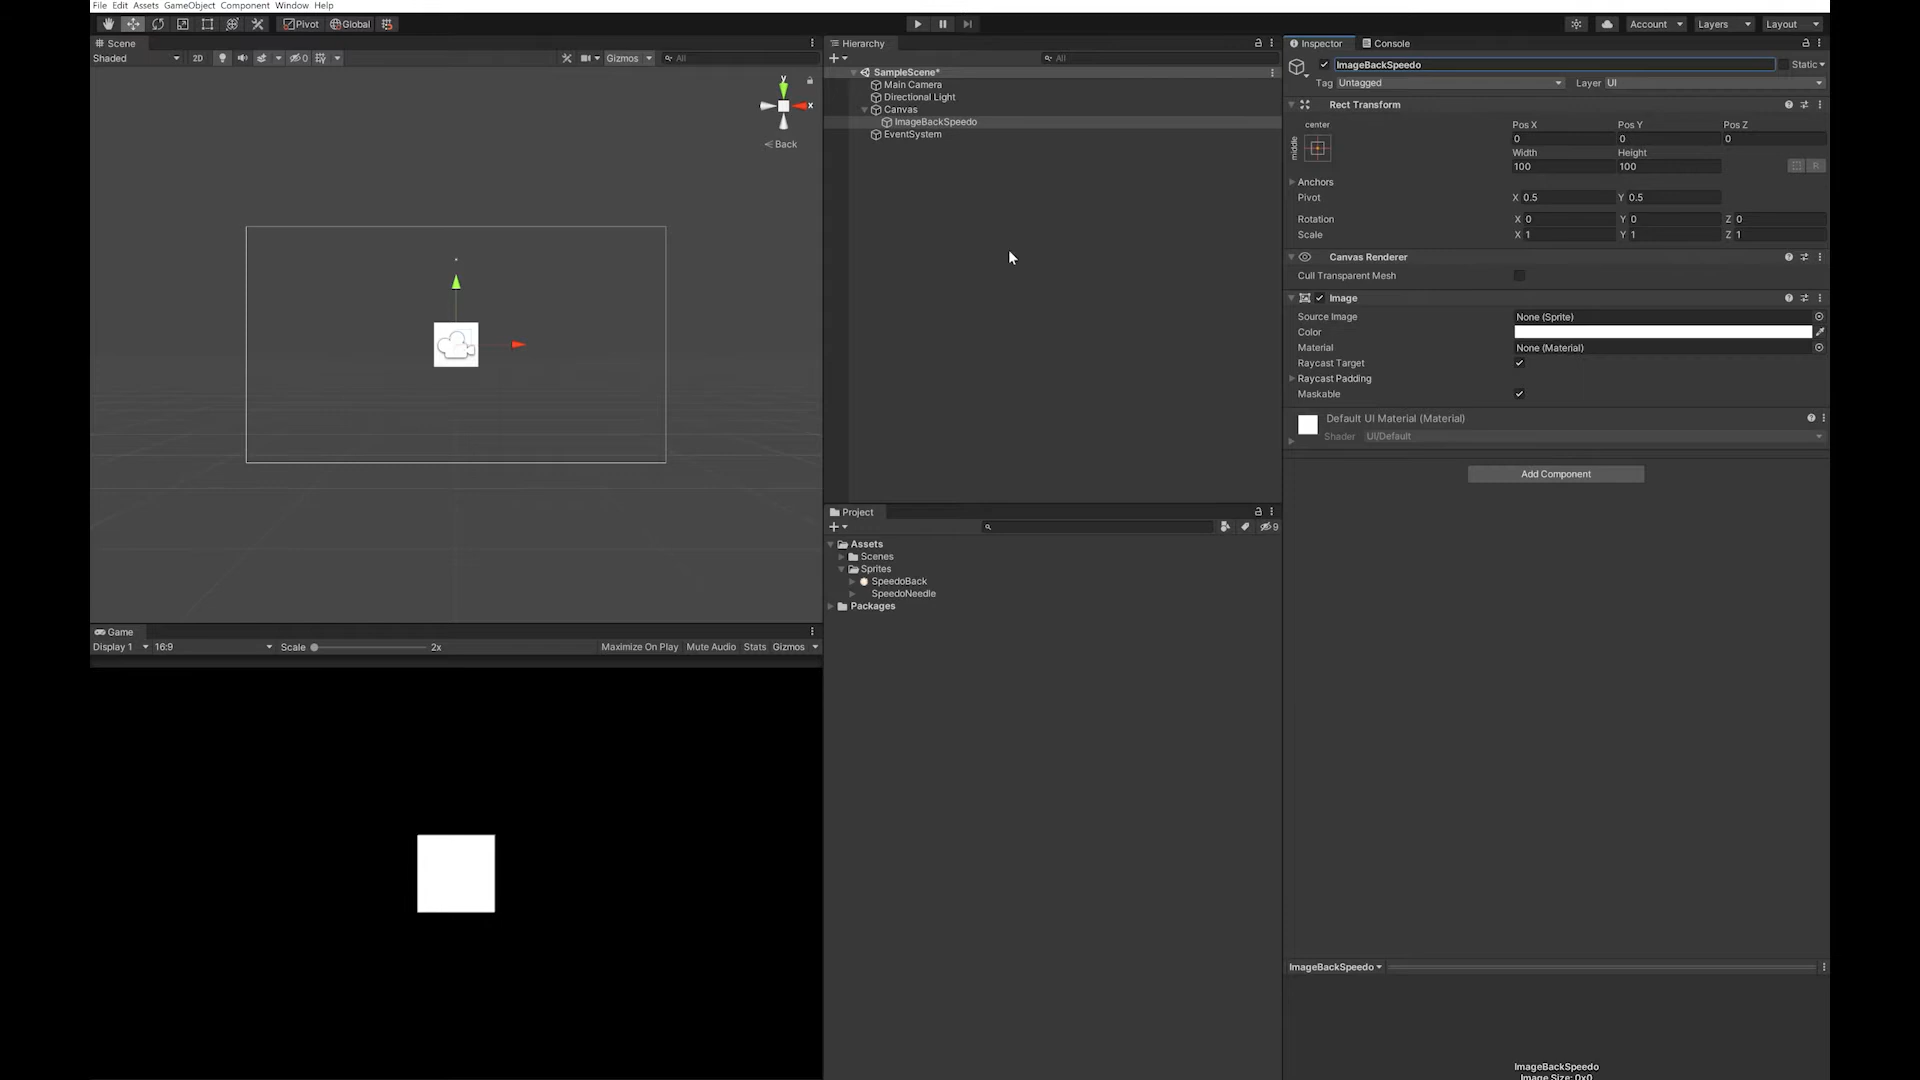 File Edit Assets GameObject Component Window Help
Pivot Global Account Layers Layout
Scene
Shaded 2D 0 Gizmos All
y
x
Back
Game
Display 1 16:9 Scale 2x Maximize On Play Mute Audio Stats Gizmos
Hierarchy
All
SampleScene*
Main Camera
Directional Light
Canvas
ImageBackSpeedo
EventSystem
Project
9
Assets
Scenes
Sprites
SpeedoBack
SpeedoNeedle
Packages
Inspector Console
ImageBackSpeedo Static
Tag Untagged Layer UI
Rect Transform
center
middle
Pos X Pos Y Pos Z
0 0 0
Width Height
100 100 R
Anchors
Pivot X 0.5 Y 0.5
Rotation X 0 Y 0 Z 0
Scale X 1 Y 1 Z 1
Canvas Renderer
Cull Transparent Mesh
Image
Source Image None (Sprite)
Color
Material None (Material)
Raycast Target
Raycast Padding
Maskable
Default UI Material (Material)
Shader UI/Default
Add Component
ImageBackSpeedo
ImageBackSpeedo
Image Size: 0x0